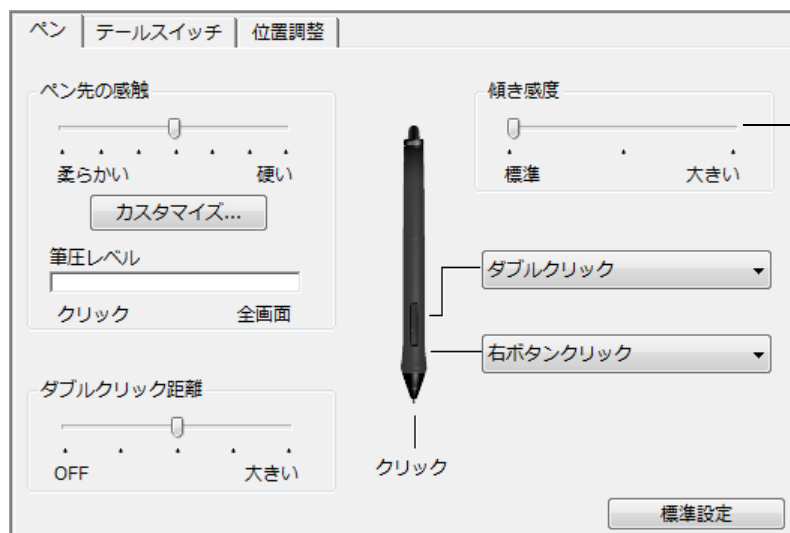 ペン テールスイッチ 位置調整
ペン先の感触
柔らかい 硬い
カスタマイズ...
筆圧レベル
クリック 全画面
ダブルクリック距離
OFF 大きい
傾き感度
標準 大きい
ダブルクリック
右ボタンクリック
クリック
標準設定